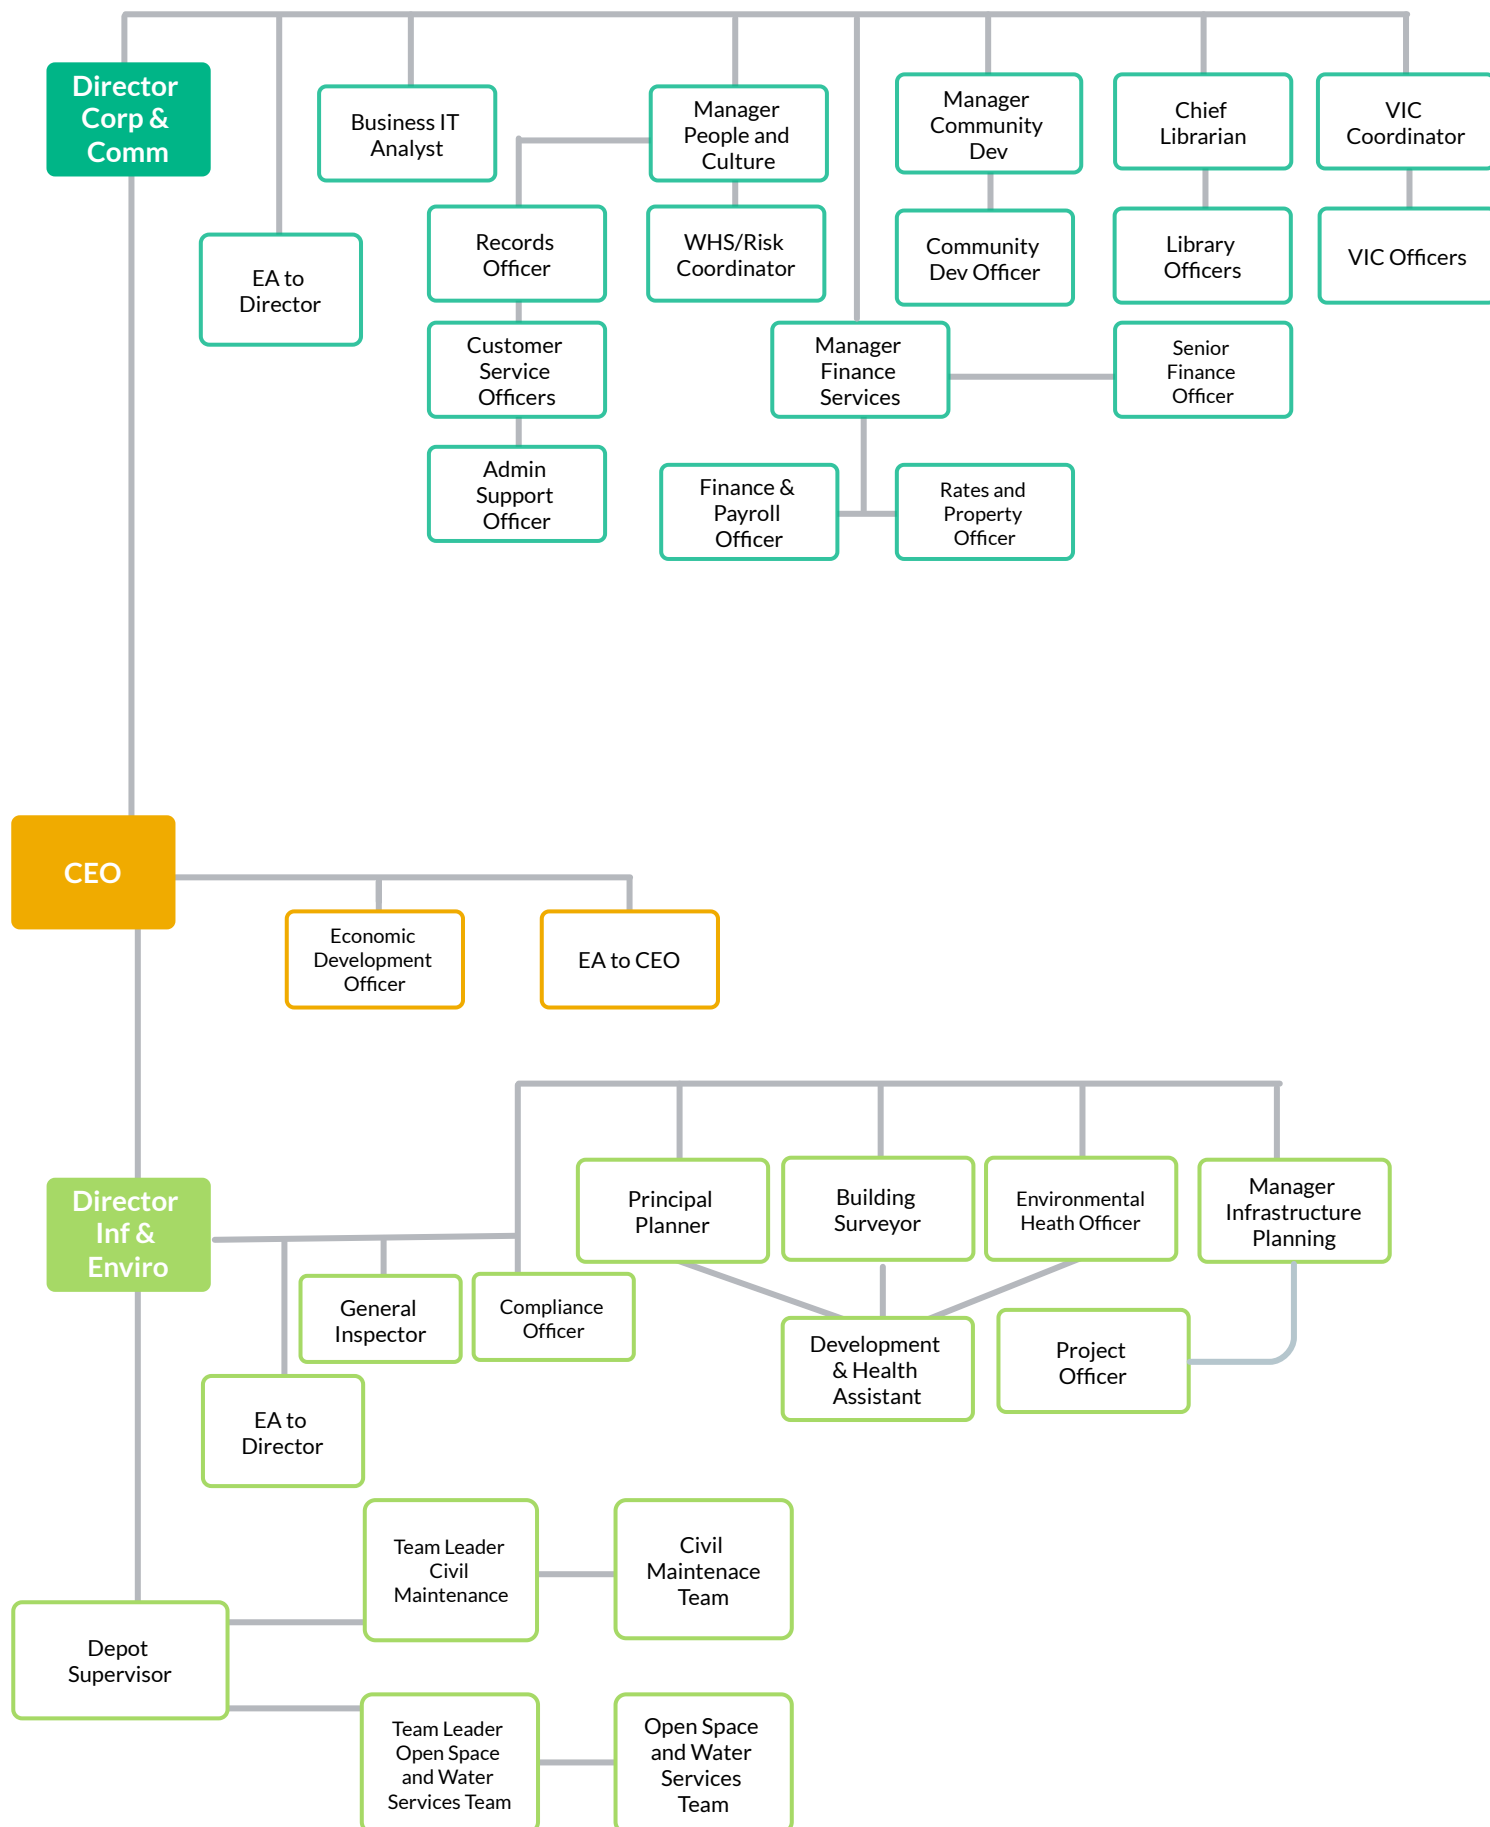 Director
Corp &
Comm
Business IT
Analyst
Manager
People and
Culture
Manager
Community
Dev
Chief
Librarian
VIC
Coordinator
EA to
Director
Records
Officer
WHS/Risk
Coordinator
Community
Dev Officer
Library
Officers
VIC Officers
Customer
Service
Officers
Manager
Finance
Services
Senior
Finance
Officer
Admin
Support
Officer
Finance &
Payroll
Officer
Rates and
Property
Officer
CEO
Economic
Development
Officer
EA to CEO
Director
Inf &
Enviro
Principal
Planner
Building
Surveyor
Environmental
Heath Officer
Manager
Infrastructure
Planning
General
Inspector
Compliance
Officer
Development
& Health
Assistant
Project
Officer
EA to
Director
Team Leader
Civil
Maintenance
Civil
Maintenace
Team
Depot
Supervisor
Team Leader
Open Space
and Water
Services Team
Open Space
and Water
Services
Team